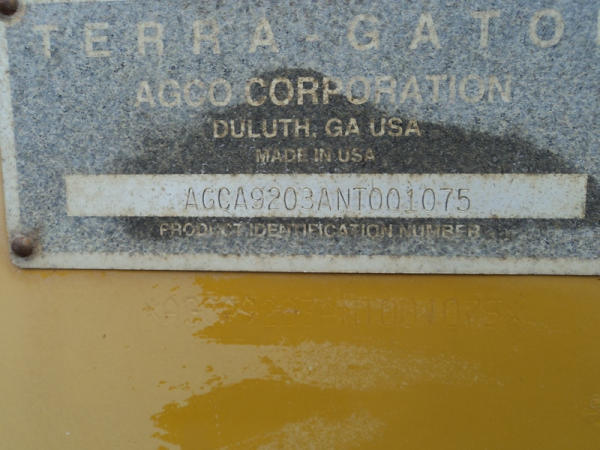 TERRA-GATOR
AGCO CORPORATION
DULUTH, GA USA
MADE IN USA
AGCA9203ANT001075
PRODUCT IDENTIFICATION NUMBER